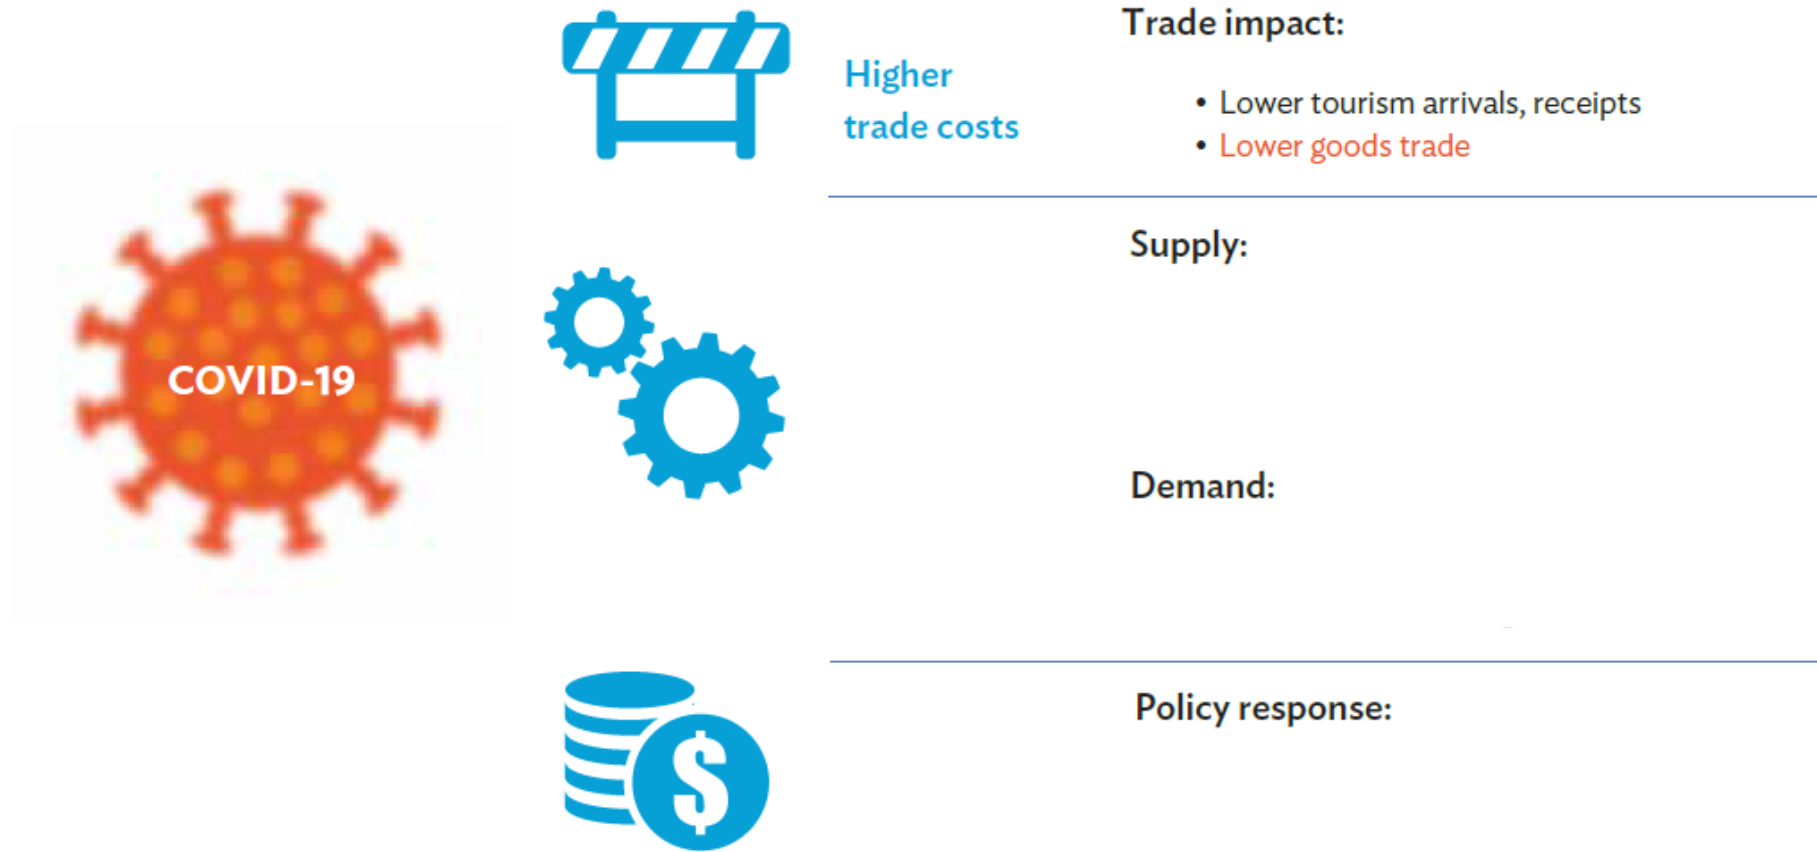 COVID-19
Higher
trade costs
Trade impact:
• Lower tourism arrivals, receipts
• Lower goods trade
Supply:
Demand:
$
Policy response: